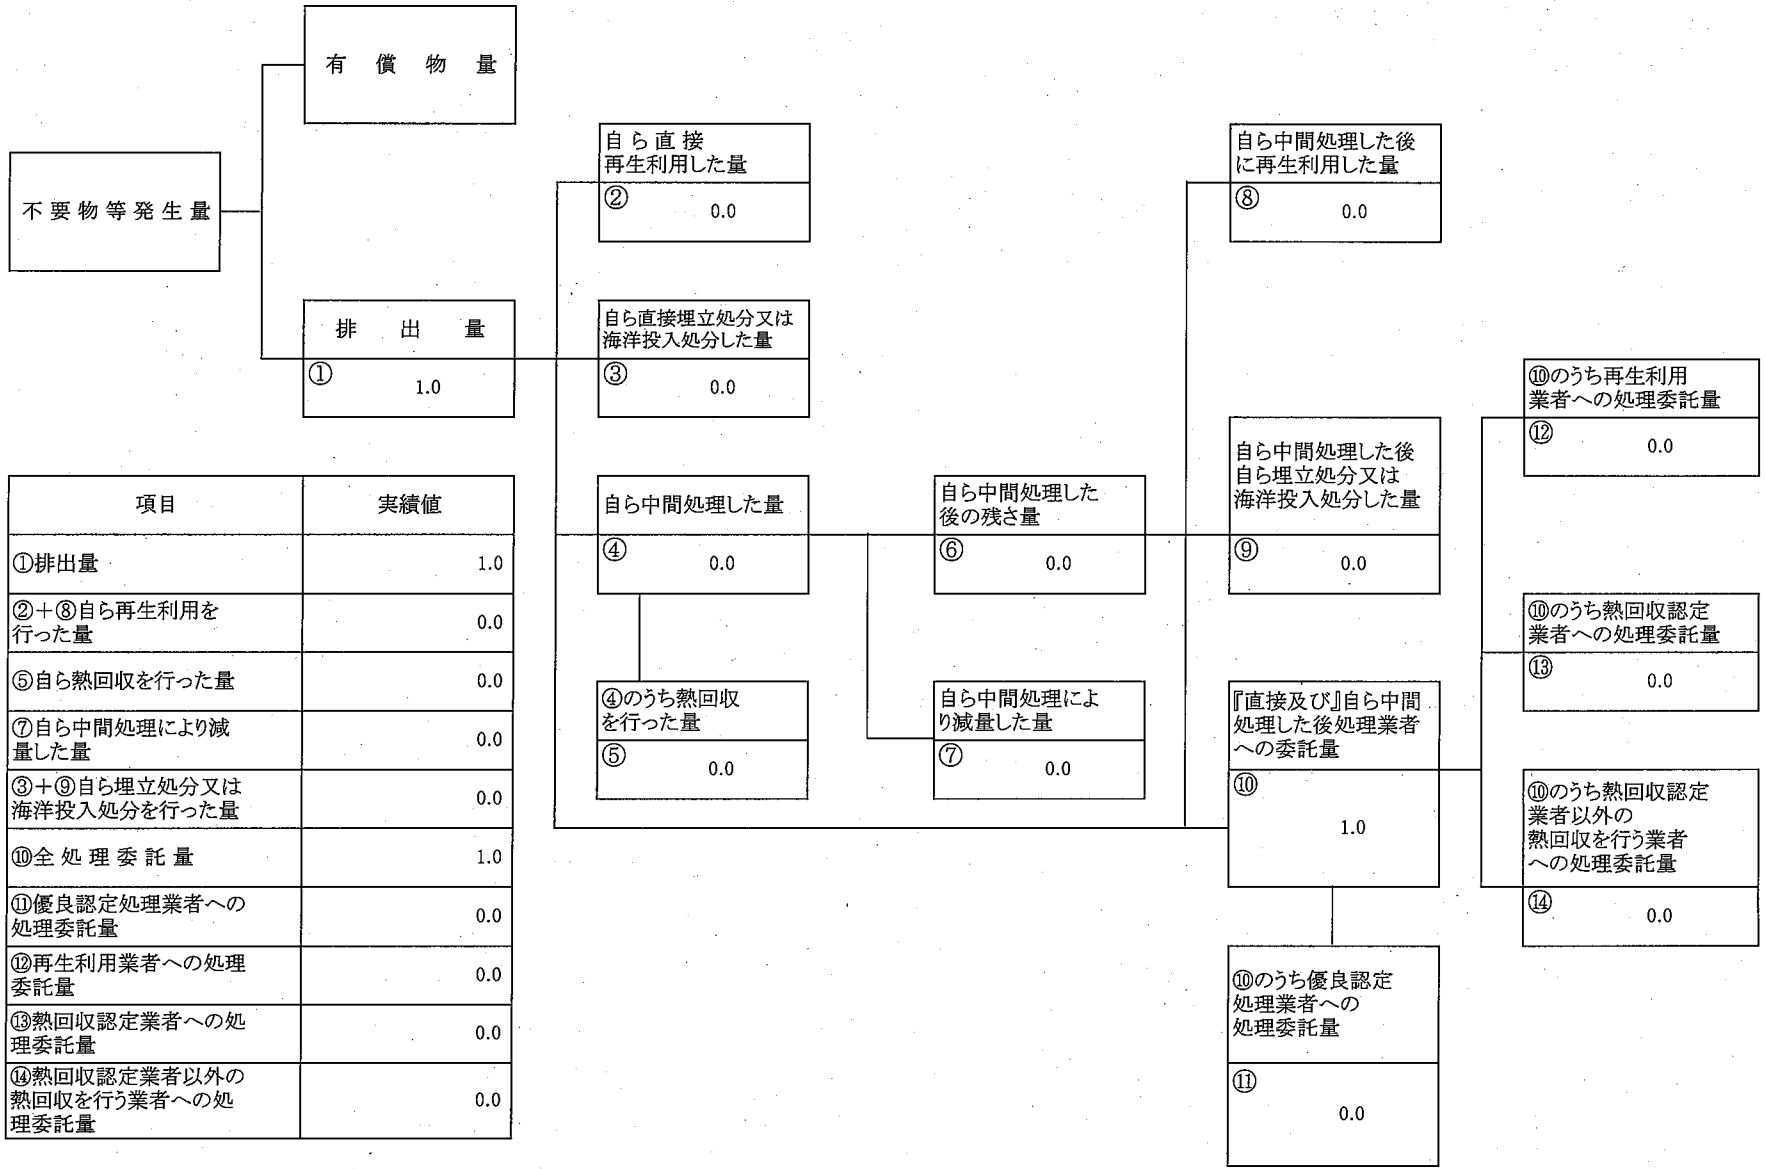 有償物量
不要物等発生量
排出量
①
1.0
自ら直接
再生利用した量
②
0.0
自ら直接埋立処分又は
海洋投入処分した量
③
0.0
自ら中間処理した量
④
0.0
④のうち熱回収
を行った量
⑤
0.0
自ら中間処理した
後の残さ量
⑥
0.0
自ら中間処理によ
り減量した量
⑦
0.0
自ら中間処理した後
に再生利用した量
⑧
0.0
自ら中間処理した後
自ら埋立処分又は
海洋投入処分した量
⑨
0.0
『直接及び』自ら中間
処理した後処理業者
への委託量
⑩
1.0
⑩のうち優良認定
処理業者への
処理委託量
⑪
0.0
⑩のうち再生利用
業者への処理委託量
⑫
0.0
⑩のうち熱回収認定
業者への処理委託量
⑬
0.0
⑩のうち熱回収認定
業者以外の
熱回収を行う業者
への処理委託量
⑭
0.0
項目 実績値
①排出量 1.0
②＋⑧自ら再生利用を
行った量 0.0
⑤自ら熱回収を行った量 0.0
⑦自ら中間処理により減
量した量 0.0
③＋⑨自ら埋立処分又は
海洋投入処分を行った量 0.0
⑩全処理委託量 1.0
⑪優良認定処理業者への
処理委託量 0.0
⑫再生利用業者への処理
委託量 0.0
⑬熱回収認定業者への処
理委託量 0.0
⑭熱回収認定業者以外の
熱回収を行う業者への処
理委託量 0.0